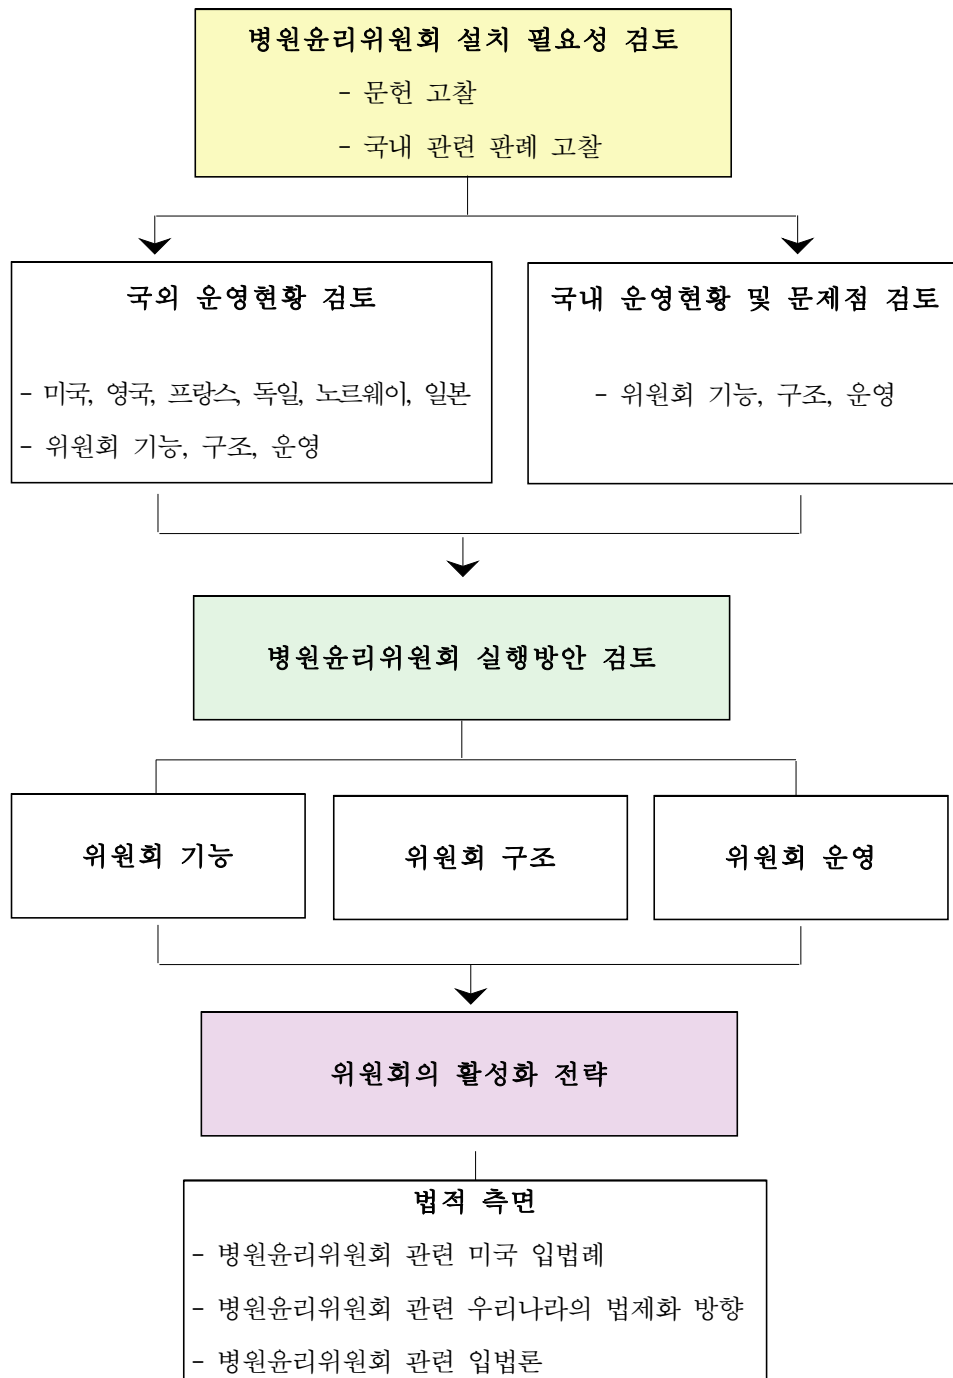 병원윤리위원회 설치 필요성 검토
- 문헌 고찰
- 국내 관련 판례 고찰
국외 운영현황 검토
- 미국, 영국, 프랑스, 독일, 노르웨이, 일본
- 위원회 기능, 구조, 운영
국내 운영현황 및 문제점 검토
- 위원회 기능, 구조, 운영
병원윤리위원회 실행방안 검토
위원회 기능
위원회 구조
위원회 운영
위원회의 활성화 전략
법적 측면
- 병원윤리위원회 관련 미국 입법례
- 병원윤리위원회 관련 우리나라의 법제화 방향
- 병원윤리위원회 관련 입법론